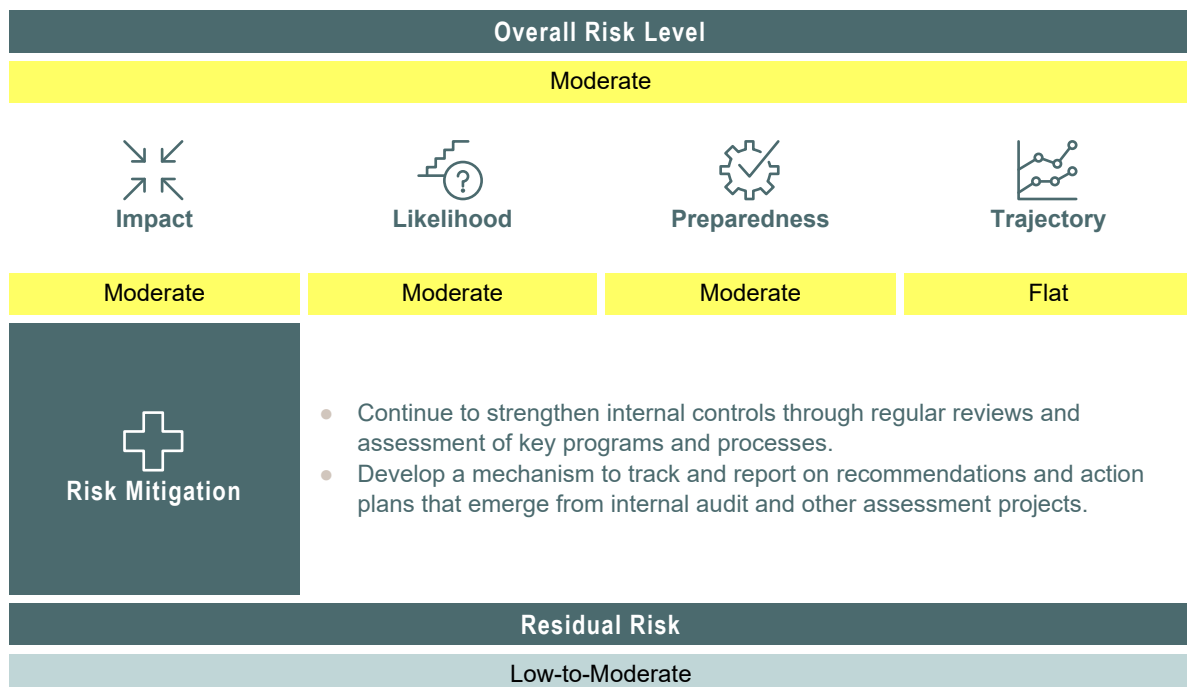 Overall Risk Level
Moderate
?
Impact
Likelihood
Preparedness
Trajectory
Moderate
Moderate
Moderate
Flat
Risk Mitigation
● Continue to strengthen internal controls through regular reviews and
assessment of key programs and processes.
● Develop a mechanism to track and report on recommendations and action
plans that emerge from internal audit and other assessment projects.
Residual Risk
Low-to-Moderate